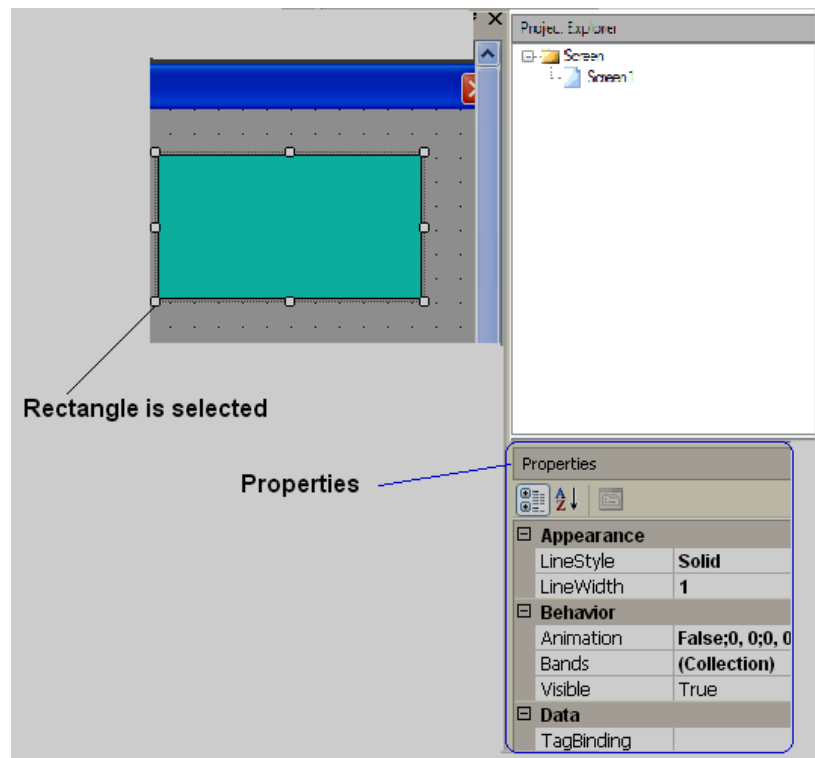 Project Explorer
Screen
Screen1
Rectangle is selected
Properties
Properties
Appearance
LineStyle Solid
LineWidth 1
Behavior
Animation False;0, 0;0, 0
Bands (Collection)
Visible True
Data
TagBinding